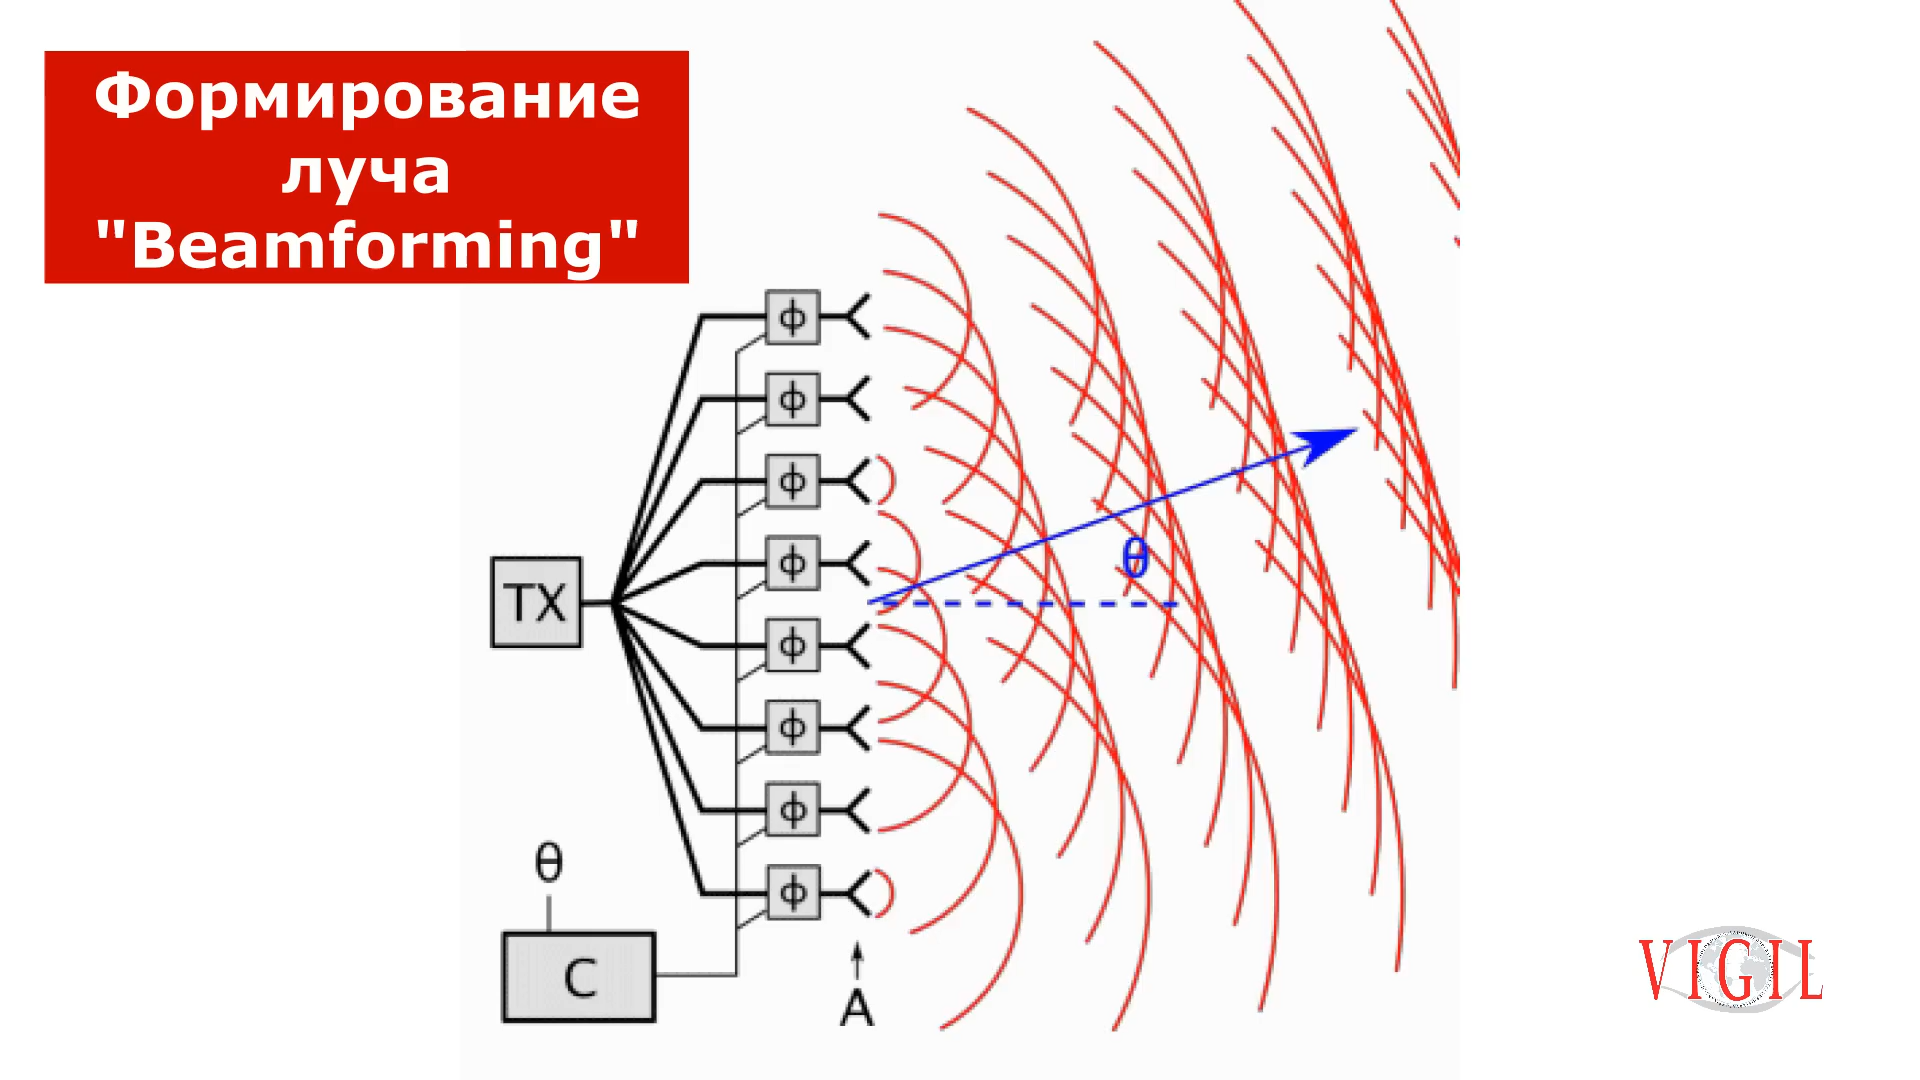 Формирование
луча
"Beamforming"
ϕ
ϕ
ϕ
ϕ
θ
TX
ϕ
ϕ
ϕ
θ
ϕ
C
A
VIGIL